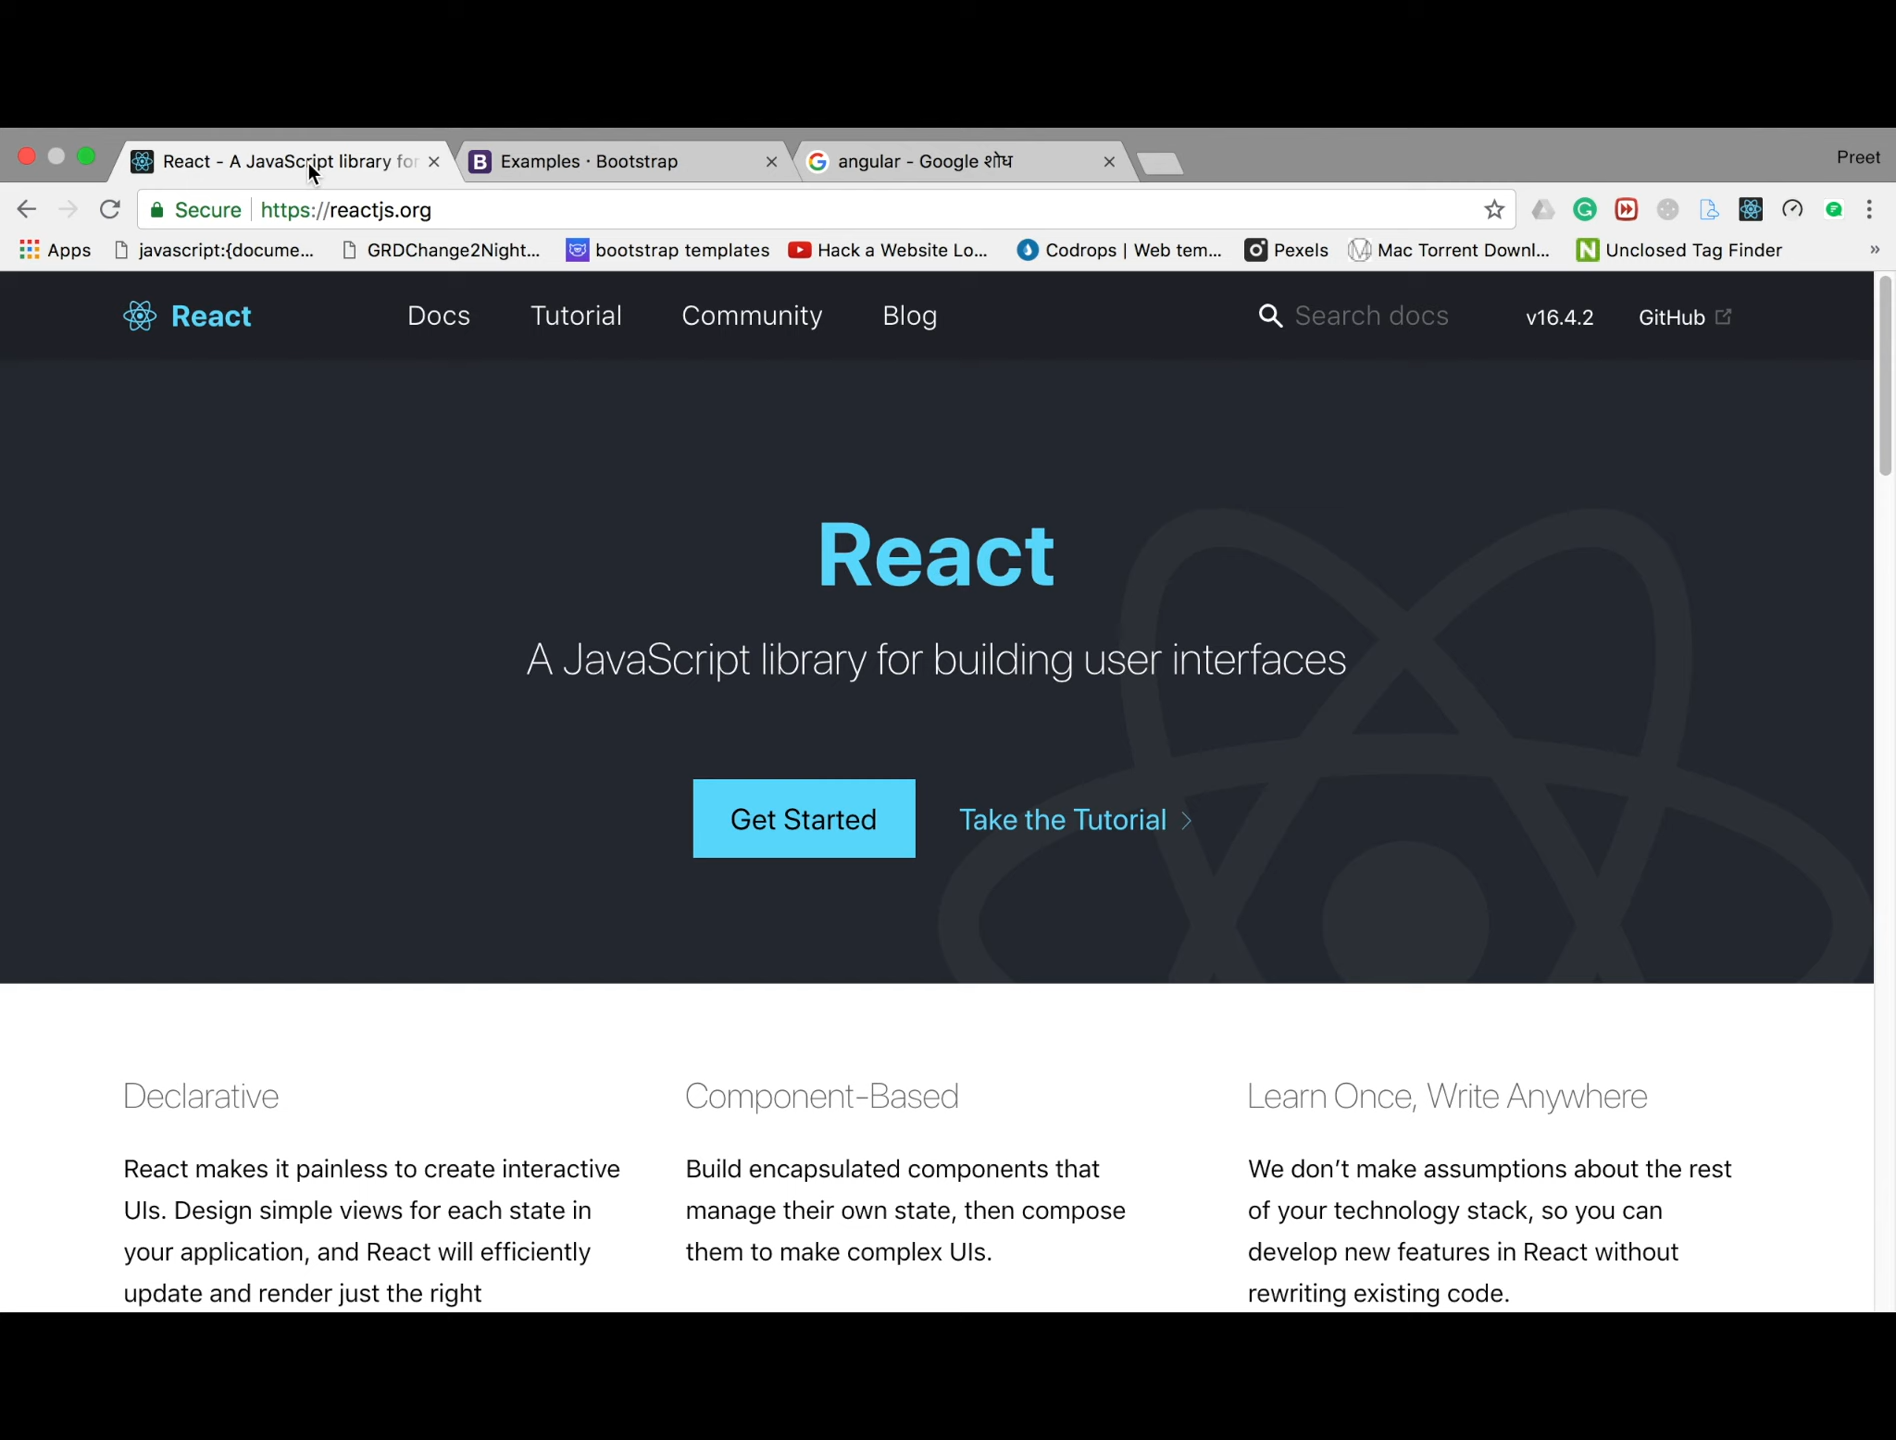 React - A JavaScript library for
Examples · Bootstrap
angular - Google शोध
Preet
Secure
https://reactjs.org
Apps
javascript:{docume...
GRDChange2Night...
bootstrap templates
Hack a Website Lo...
Codrops | Web tem...
Pexels
Mac Torrent Downl...
Unclosed Tag Finder
»
React
Docs
Tutorial
Community
Blog
Search docs
v16.4.2
GitHub
React
A JavaScript library for building user interfaces
Get Started
Take the Tutorial
Declarative
React makes it painless to create interactive
UIs. Design simple views for each state in
your application, and React will efficiently
update and render just the right
Component-Based
Build encapsulated components that
manage their own state, then compose
them to make complex UIs.
Learn Once, Write Anywhere
We don’t make assumptions about the rest
of your technology stack, so you can
develop new features in React without
rewriting existing code.